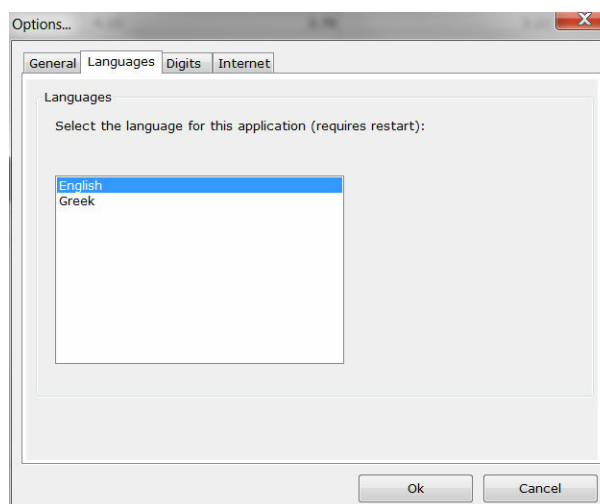 Options...
General Languages Digits Internet
Languages
Select the language for this application (requires restart):
English
Greek
Ok Cancel